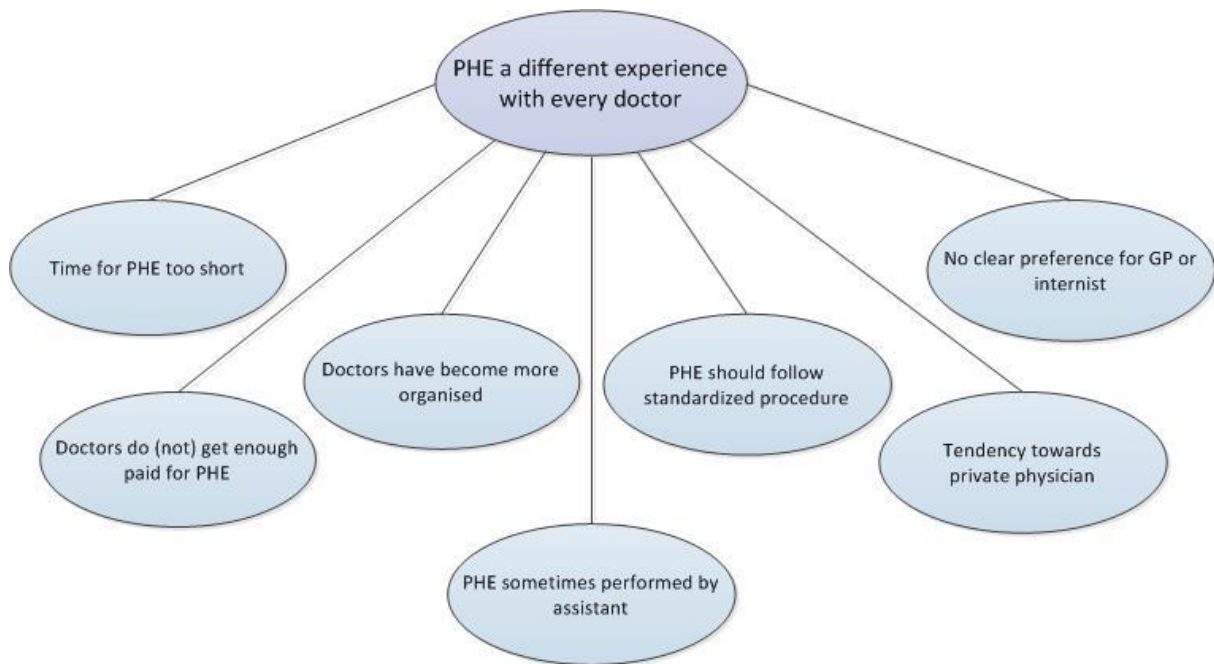 PHE a different experience
with every doctor
Time for PHE too short
No clear preference for GP or
internist
Doctors have become more
organised
PHE should follow
standardized procedure
Doctors do (not) get enough
paid for PHE
Tendency towards
private physician
PHE sometimes performed by
assistant